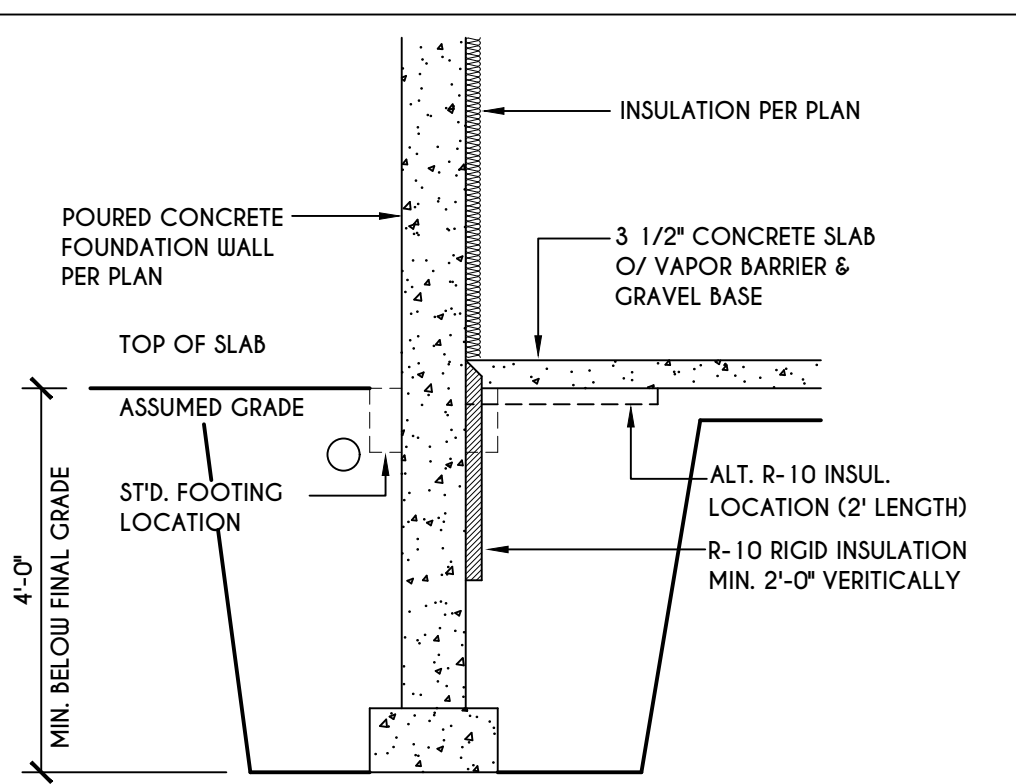 INSULATION PER PLAN
POURED CONCRETE
FOUNDATION WALL
PER PLAN
3 1/2" CONCRETE SLAB
O/ VAPOR BARRIER &
GRAVEL BASE
TOP OF SLAB
ASSUMED GRADE
ST'D. FOOTING
LOCATION
ALT. R-10 INSUL.
LOCATION (2' LENGTH)
R-10 RIGID INSULATION
MIN. 2'-0" VERITICALLY
4'-0"
MIN. BELOW FINAL GRADE